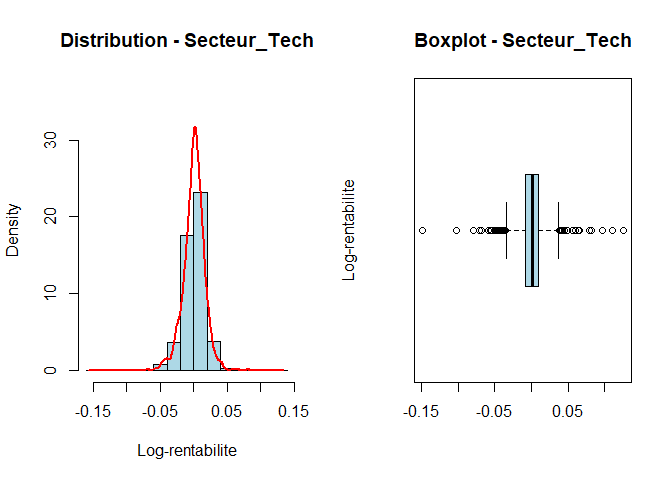 Distribution - Secteur_Tech
Density
30
20
10
0
-0.15
-0.05
0.05
0.15
Log-rentabilite
Boxplot - Secteur_Tech
Log-rentabilite
-0.15
-0.05
0.05